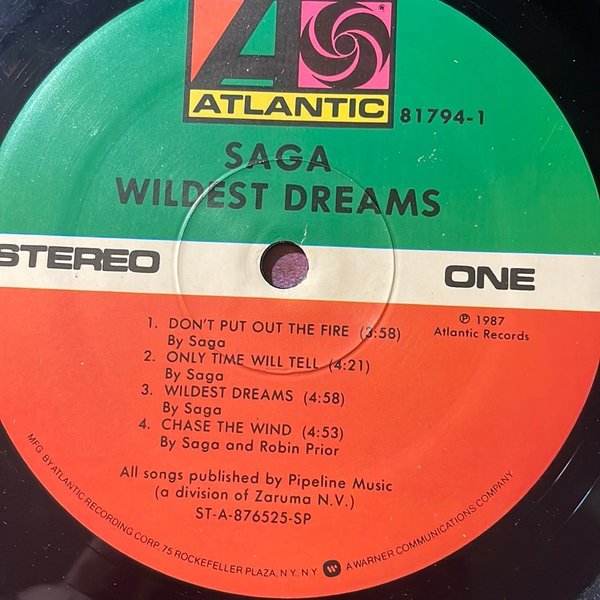 A
ATLANTIC
81794-1
SAGA
WILDEST DREAMS
STEREO
ONE
1. DON'T PUT OUT THE FIRE (3:58)
By Saga
2. ONLY TIME WILL TELL (4:21)
By Saga
3. WILDEST DREAMS (4:58)
By Saga
4. CHASE THE WIND (4:53)
By Saga and Robin Prior
℗ 1987
Atlantic Records
All songs published by Pipeline Music
(a division of Zaruma N.V.)
ST-A-876525-SP
MFG. BY ATLANTIC RECORDING CORP. 75 ROCKEFELLER PLAZA, N.Y., N.Y. A WARNER COMMUNICATIONS COMPANY